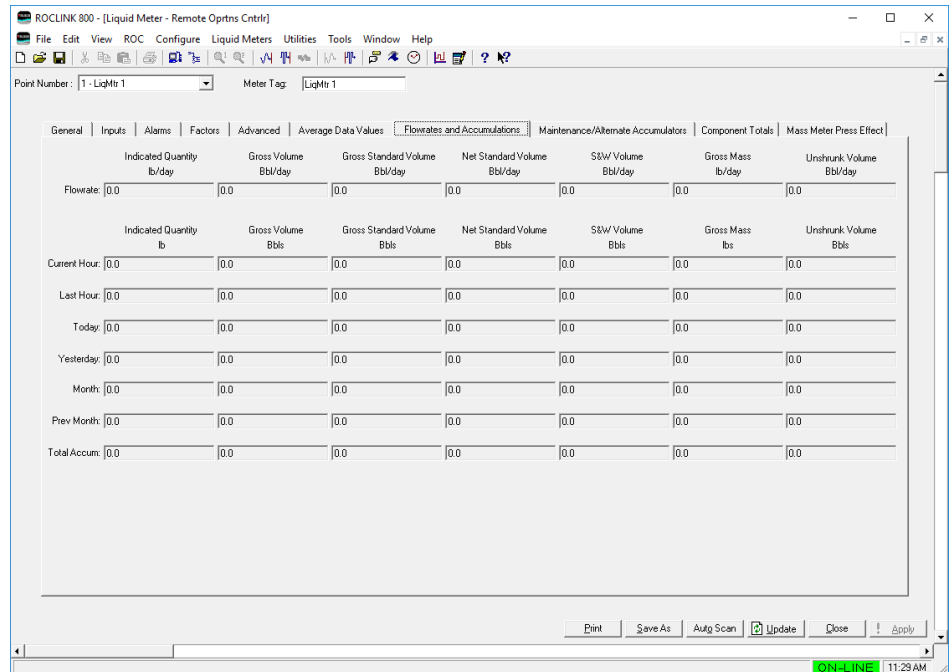 ROCLINK 800 - [Liquid Meter - Remote Oprtns Cntrlr]
File Edit View ROC Configure Liquid Meters Utilities Tools Window Help
Point Number : 1 - LiqMtr 1 Meter Tag: LiqMtr 1
General Inputs Alarms Factors Advanced Average Data Values Flowrates and Accumulations Maintenance/Alternate Accumulators Component Totals Mass Meter Press Effect
Indicated Quantity Gross Volume Gross Standard Volume Net Standard Volume S&W Volume Gross Mass Unshrunk Volume
lb/day Bbl/day Bbl/day Bbl/day Bbl/day lb/day Bbl/day
Flowrate: 0.0 0.0 0.0 0.0 0.0 0.0 0.0
Indicated Quantity Gross Volume Gross Standard Volume Net Standard Volume S&W Volume Gross Mass Unshrunk Volume
lb Bbls Bbls Bbls Bbls lbs Bbls
Current Hour: 0.0 0.0 0.0 0.0 0.0 0.0 0.0
Last Hour: 0.0 0.0 0.0 0.0 0.0 0.0 0.0
Today: 0.0 0.0 0.0 0.0 0.0 0.0 0.0
Yesterday: 0.0 0.0 0.0 0.0 0.0 0.0 0.0
Month: 0.0 0.0 0.0 0.0 0.0 0.0 0.0
Prev Month: 0.0 0.0 0.0 0.0 0.0 0.0 0.0
Total Accum: 0.0 0.0 0.0 0.0 0.0 0.0 0.0
Print Save As Auto Scan Update Close ! Apply
ON-LINE 11:29 AM